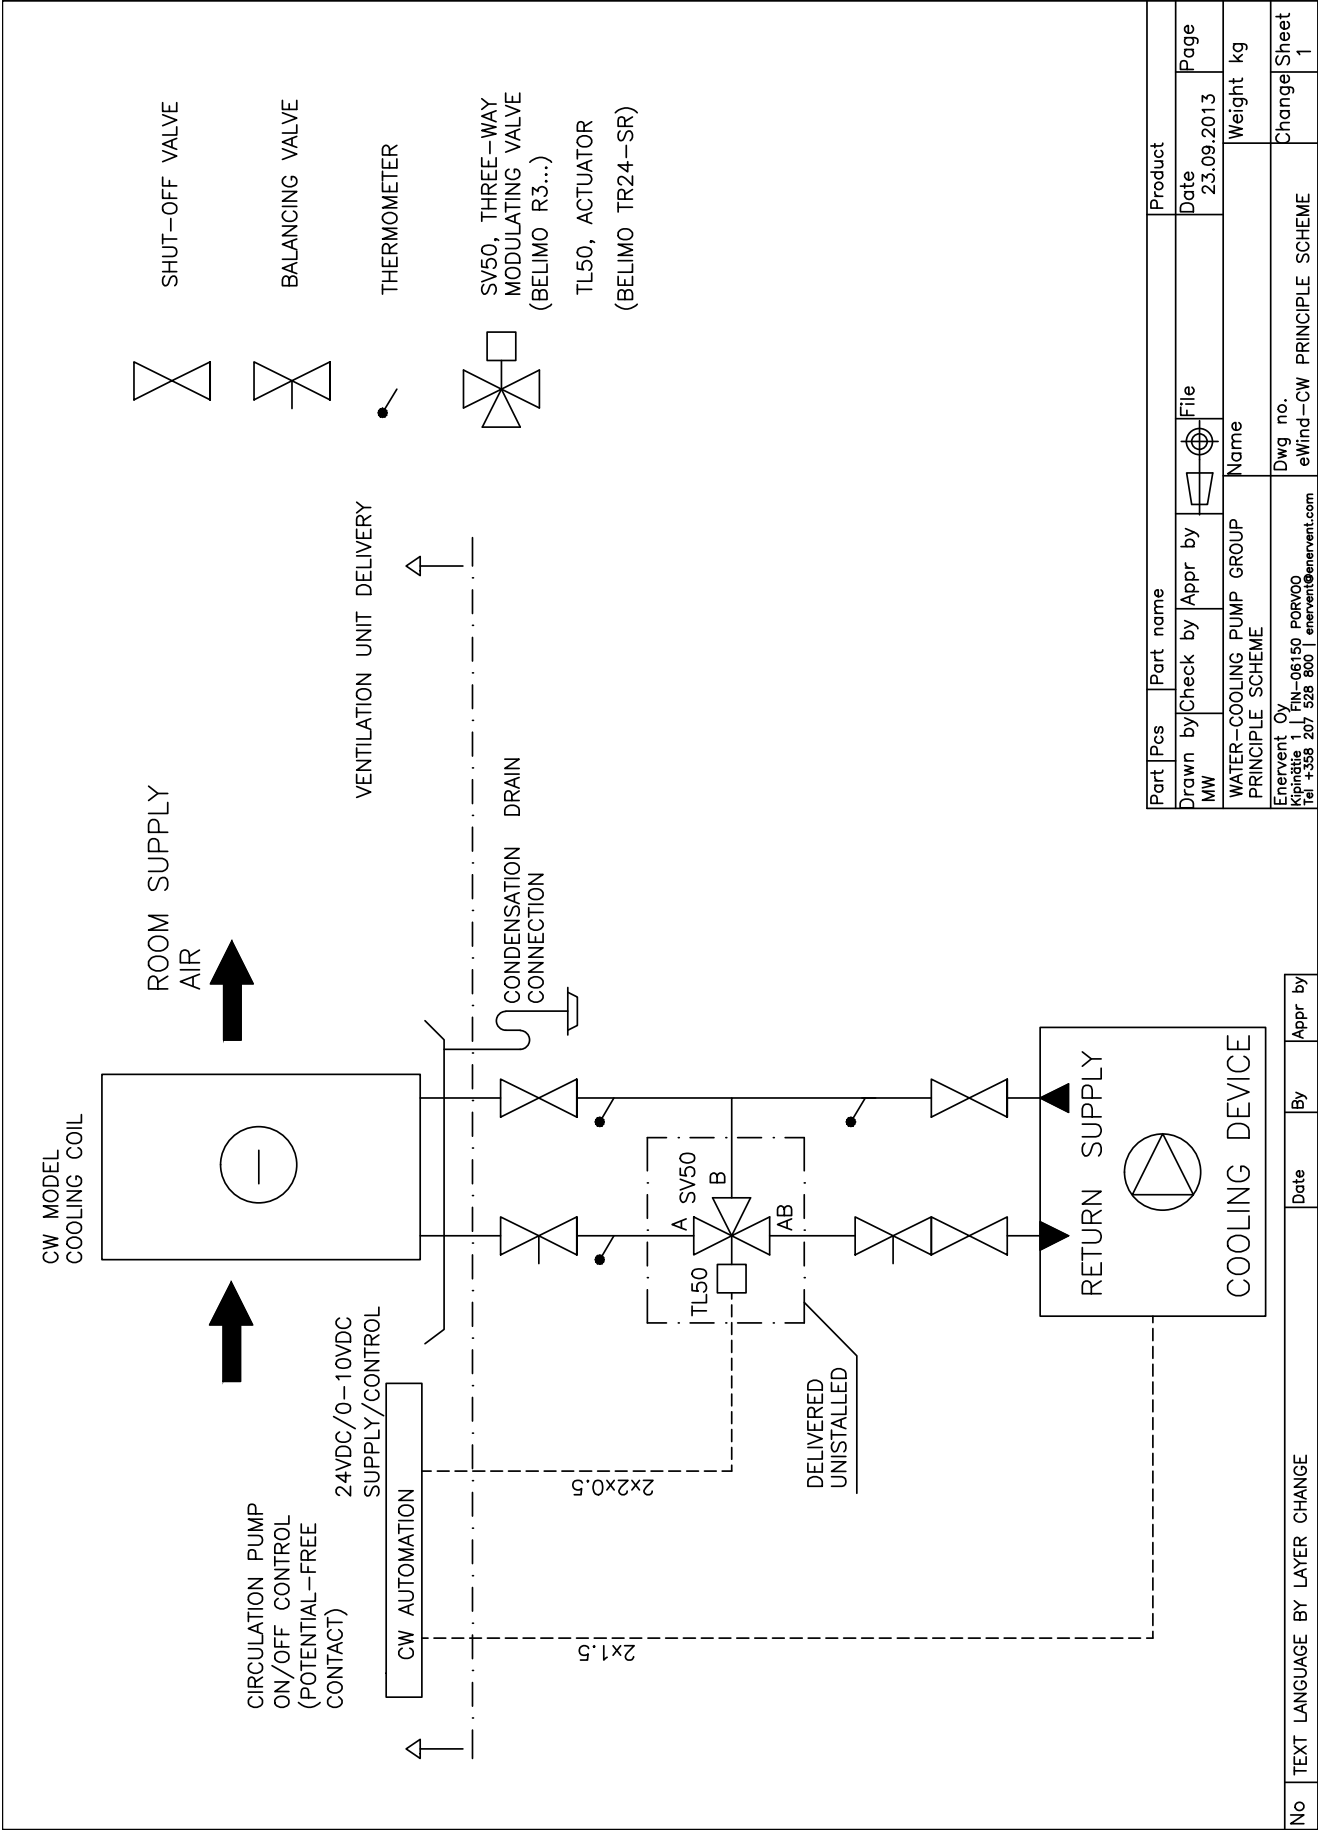 CW MODEL
COOLING COIL
ROOM SUPPLY
AIR
CIRCULATION PUMP
ON/OFF CONTROL
(POTENTIAL-FREE
CONTACT)
24VDC/0-10VDC
SUPPLY/CONTROL
CW AUTOMATION
VENTILATION UNIT DELIVERY
CONDENSATION DRAIN
CONNECTION
2x1.5
2x2x0.5
TL50
A
SV50
B
AB
DELIVERED
UNISTALLED
RETURN SUPPLY
COOLING DEVICE
SHUT-OFF VALVE
BALANCING VALVE
THERMOMETER
SV50, THREE-WAY
MODULATING VALVE
(BELIMO R3...)
TL50, ACTUATOR
(BELIMO TR24-SR)
No TEXT LANGUAGE BY LAYER CHANGE Date By Appr by
Part Pcs Part name Product
Drawn by Check by Appr by File Date Page
MW 23.09.2013
WATER-COOLING PUMP GROUP Name Weight kg
PRINCIPLE SCHEME
Enervent Oy Dwg no. Change Sheet
Kipinätie 1 | FIN-06150 PORVOO eWind-CW PRINCIPLE SCHEME 1
Tel +358 207 528 800 | enervent@enervent.com